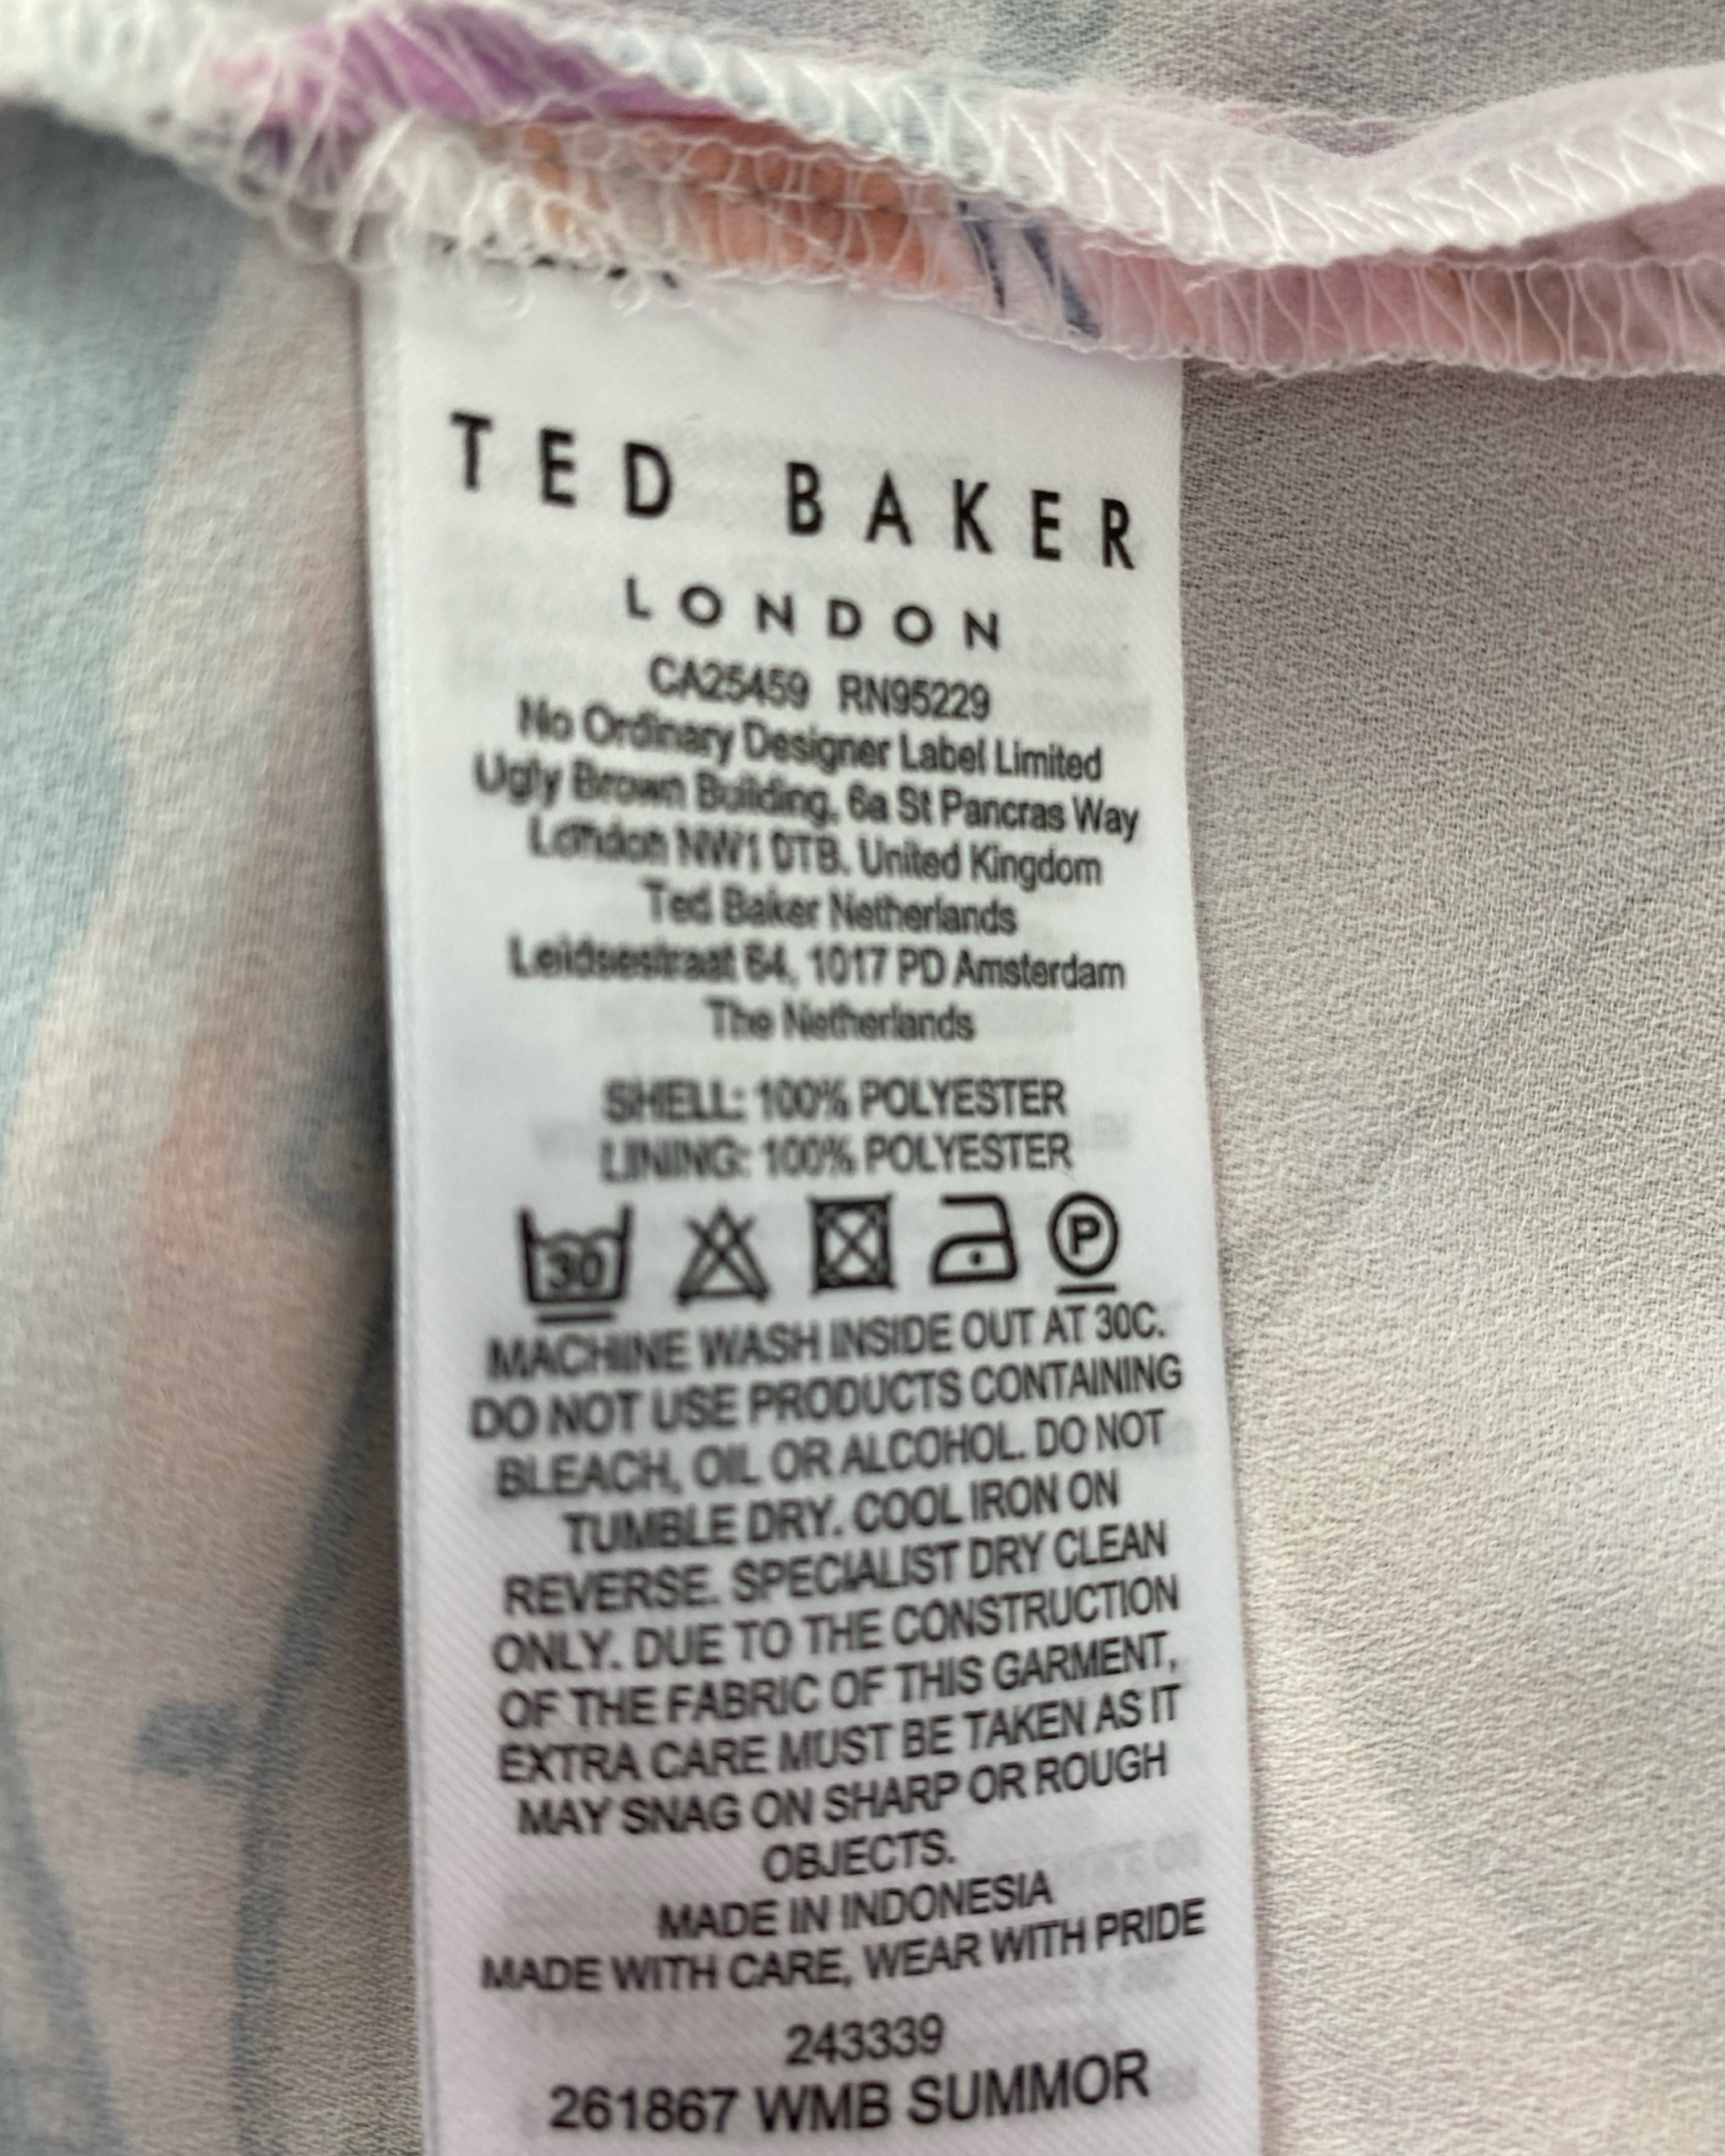 TED BAKER
LONDON
CA25459 RN95229
No Ordinary Designer Label Limited
Ugly Brown Building, 6a St Pancras Way
London NW1 0TB. United Kingdom
Ted Baker Netherlands
Leidsestraat 64, 1017 PD Amsterdam
The Netherlands
SHELL: 100% POLYESTER
LINING: 100% POLYESTER
30 P
MACHINE WASH INSIDE OUT AT 30C.
DO NOT USE PRODUCTS CONTAINING
BLEACH, OIL OR ALCOHOL. DO NOT
TUMBLE DRY. COOL IRON ON
REVERSE. SPECIALIST DRY CLEAN
ONLY. DUE TO THE CONSTRUCTION
OF THE FABRIC OF THIS GARMENT,
EXTRA CARE MUST BE TAKEN AS IT
MAY SNAG ON SHARP OR ROUGH
OBJECTS.
MADE IN INDONESIA
MADE WITH CARE, WEAR WITH PRIDE
243339
261867 WMB SUMMOR